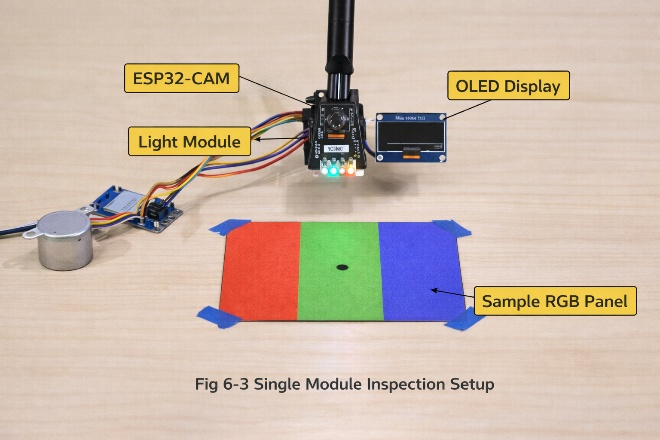 ESP32-CAM
OLED Display
Light Module
Sample RGB Panel
Fig 6-3 Single Module Inspection Setup